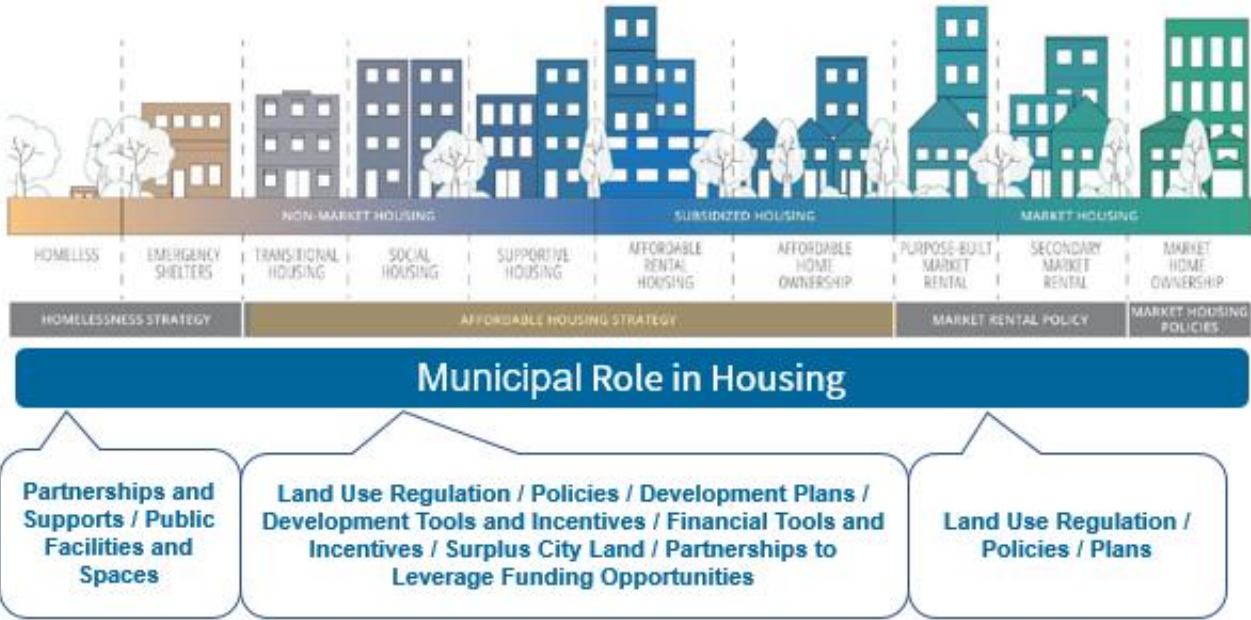 NON-MARKET HOUSING
SUBSIDIZED HOUSING
MARKET HOUSING
HOMELESS
EMERGENCY
SHELTERS
TRANSITIONAL
HOUSING
SOCIAL
HOUSING
SUPPORTIVE
HOUSING
AFFORDABLE
RENTAL
HOUSING
AFFORDABLE
HOME
OWNERSHIP
PURPOSE-BUILT
MARKET
RENTAL
SECONDARY
MARKET
RENTAL
MARKET
HOME
OWNERSHIP
HOMELESSNESS STRATEGY
AFFORDABLE HOUSING STRATEGY
MARKET RENTAL POLICY
MARKET HOUSING
POLICIES
Municipal Role in Housing
Partnerships and
Supports / Public
Facilities and
Spaces
Land Use Regulation / Policies / Development Plans /
Development Tools and Incentives / Financial Tools and
Incentives / Surplus City Land / Partnerships to
Leverage Funding Opportunities
Land Use Regulation /
Policies / Plans